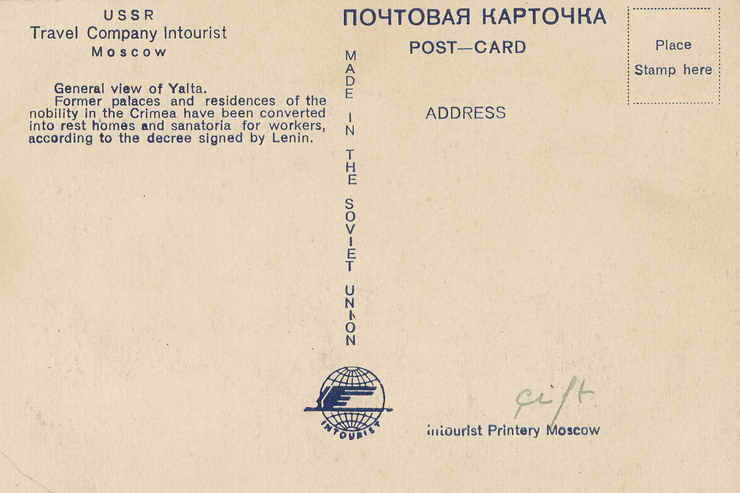 USSR
Travel Company Intourist
Moscow
General view of Yalta.
Former palaces and residences of the
nobility in the Crimea have been converted
into rest homes and sanatoria for workers,
according to the decree signed by Lenin.
MADE IN THE SOVIET UNION
INTOURIST
ПОЧТОВАЯ КАРТОЧКА
POST—CARD
ADDRESS
Place
Stamp here
gift
Intourist Printery Moscow